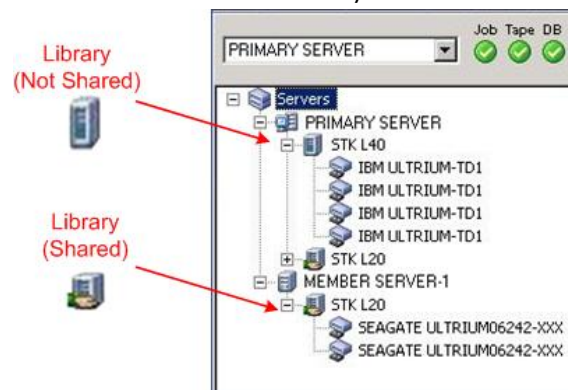 Library
(Not Shared)
Library
(Shared)
PRIMARY SERVER
Job Tape DB
Servers
PRIMARY SERVER
STK L40
IBM ULTRIUM-TD1
IBM ULTRIUM-TD1
IBM ULTRIUM-TD1
IBM ULTRIUM-TD1
STK L20
MEMBER SERVER-1
STK L20
SEAGATE ULTRIUM06242-XXX
SEAGATE ULTRIUM06242-XXX